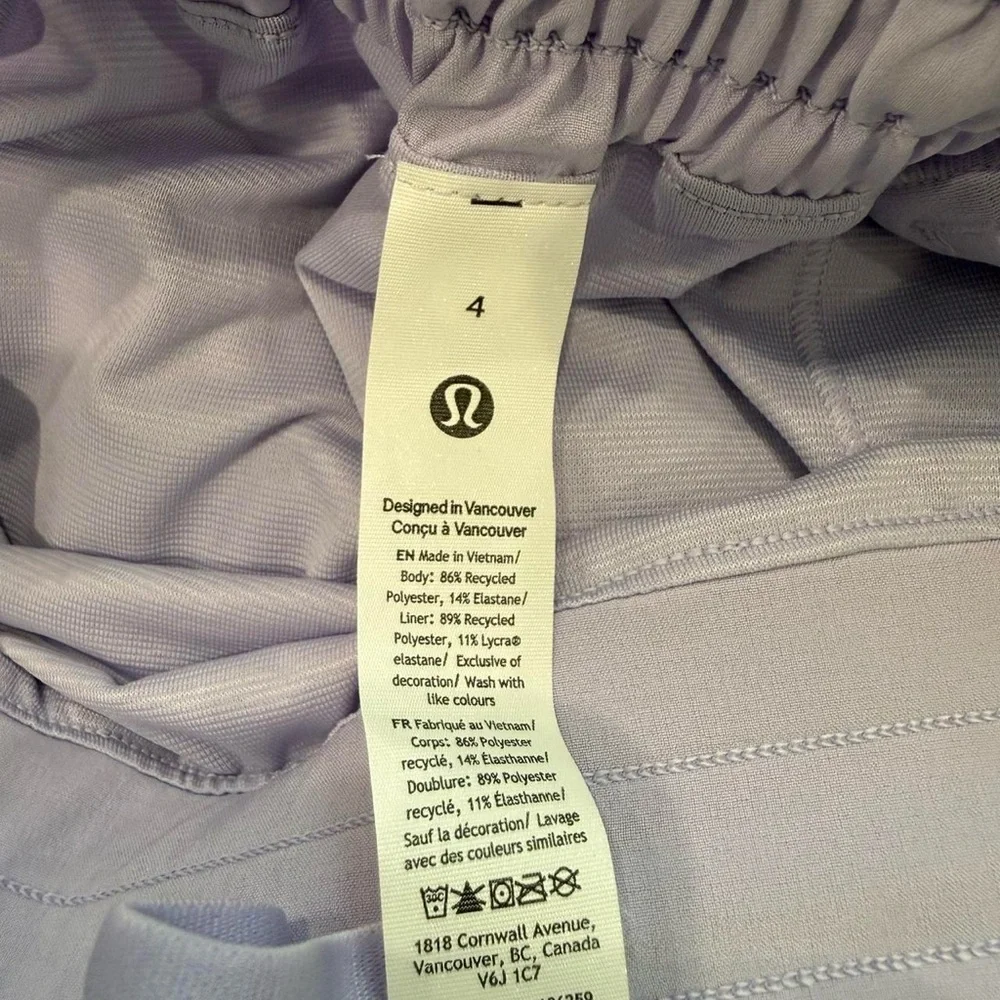 4
Designed in Vancouver
Conçu à Vancouver
EN Made in Vietnam/
Body: 86% Recycled
Polyester, 14% Elastane/
Liner: 89% Recycled
Polyester, 11% Lycra®
elastane/ Exclusive of
decoration/ Wash with
like colours
FR Fabriqué au Vietnam/
Corps: 86% Polyester
recyclé, 14% Élasthanne/
Doublure: 89% Polyester
recyclé, 11% Élasthanne/
Sauf la décoration/ Lavage
avec des couleurs similaires
30C
1818 Cornwall Avenue,
Vancouver, BC, Canada
V6J 1C7